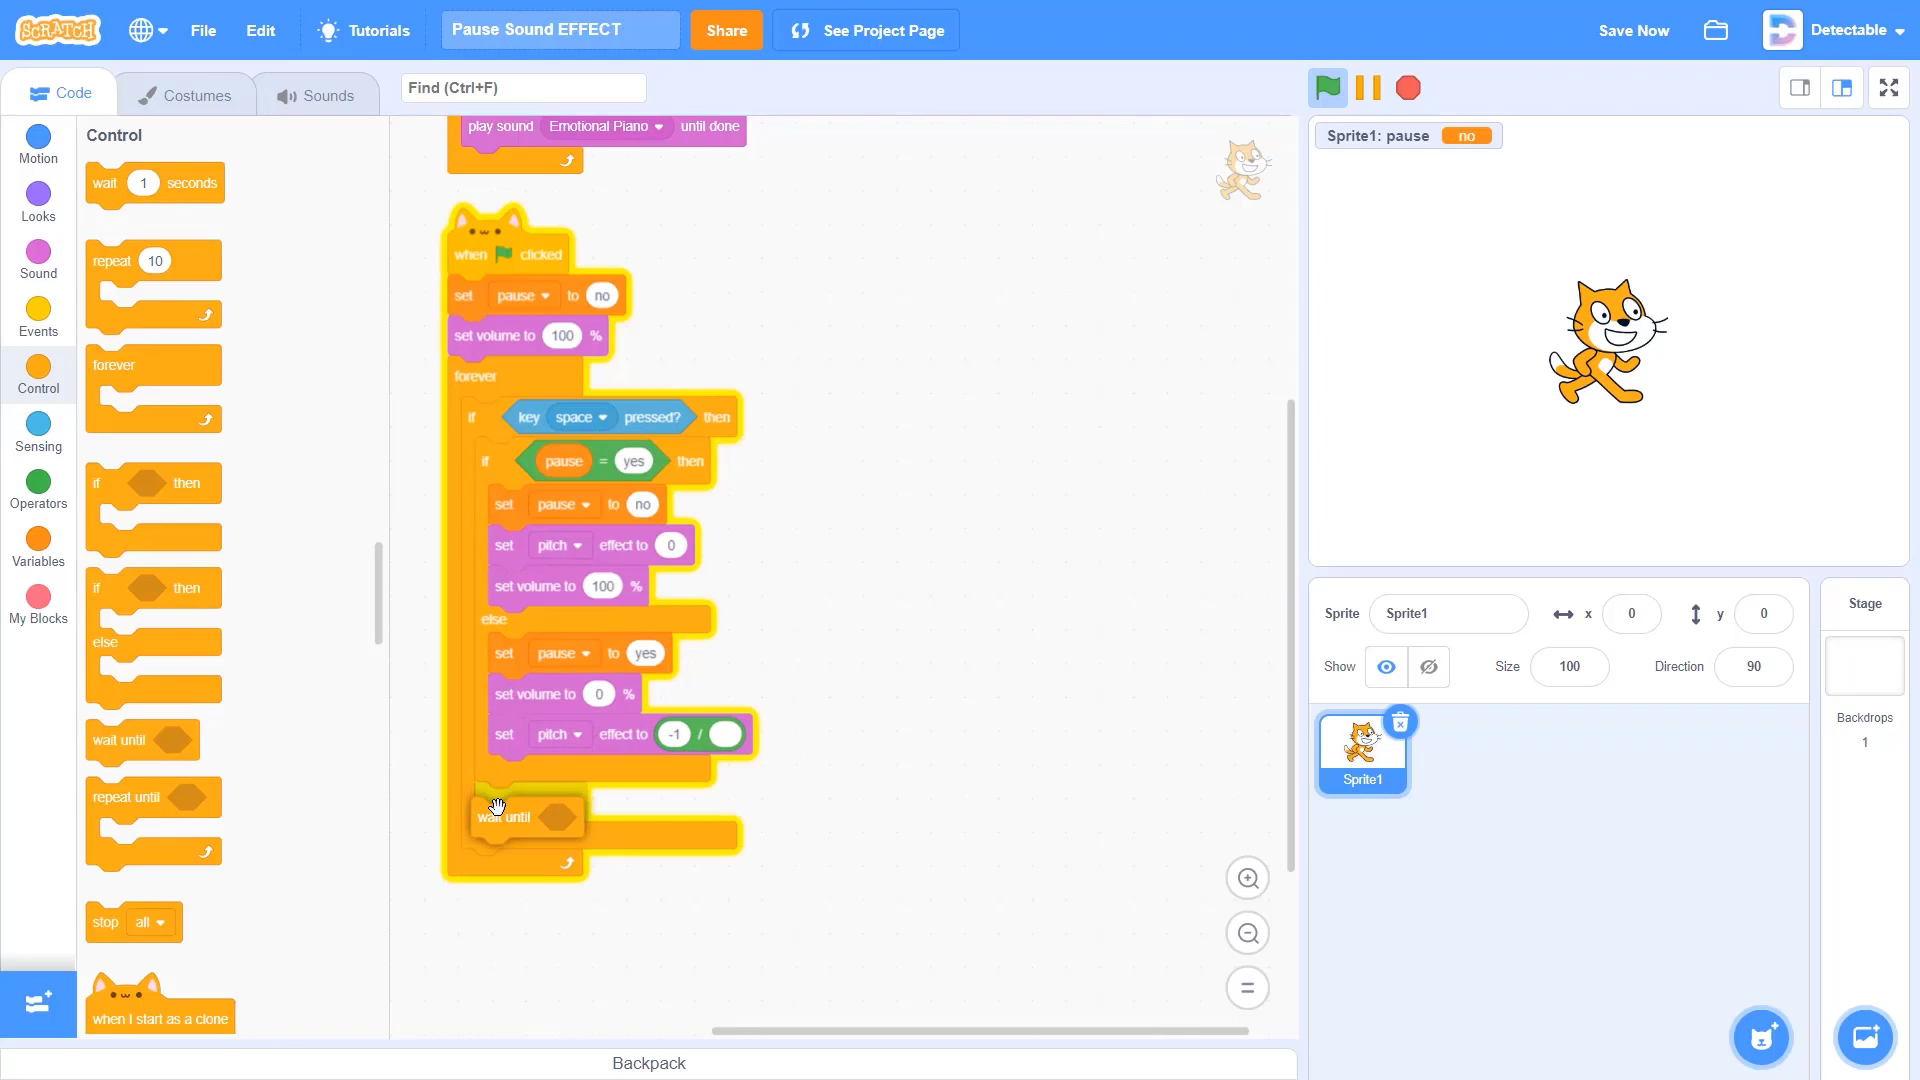 SCRATCH
File
Edit
Tutorials
Pause Sound EFFECT
Share
See Project Page
Save Now
Detectable
Code
Costumes
Sounds
Find (Ctrl+F)
Motion
Looks
Sound
Events
Control
Sensing
Operators
Variables
My Blocks
Control
wait 1 seconds
repeat 10
forever
if then
if then
else
wait until
repeat until
stop all
when I start as a clone
play sound Emotional Piano until done
when clicked
set pause to no
set volume to 100 %
forever
if key space pressed? then
if pause = yes then
set pause to no
set pitch effect to 0
set volume to 100 %
else
set pause to yes
set volume to 0 %
set pitch effect to -1 /
wait until
Sprite1: pause no
Sprite Sprite1 x 0 y 0
Show Size 100 Direction 90
Sprite1
Stage
Backdrops
1
Backpack